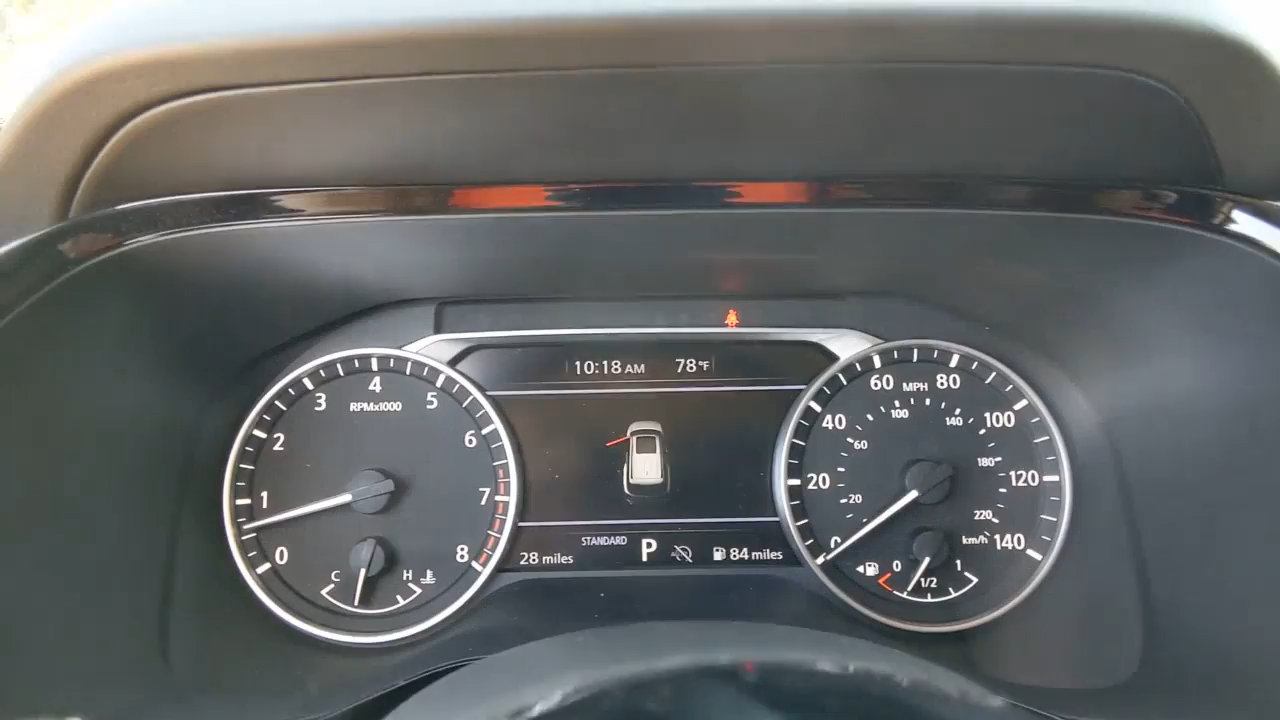 10:18 AM 78°F
4
3 5
RPMx1000
2 6
1 7
0 8
C H
60 MPH 80
40 100 140 100
60
20 180 120
20 220
0 km/h 140
0 1
1/2
STANDARD
28 miles P 84 miles